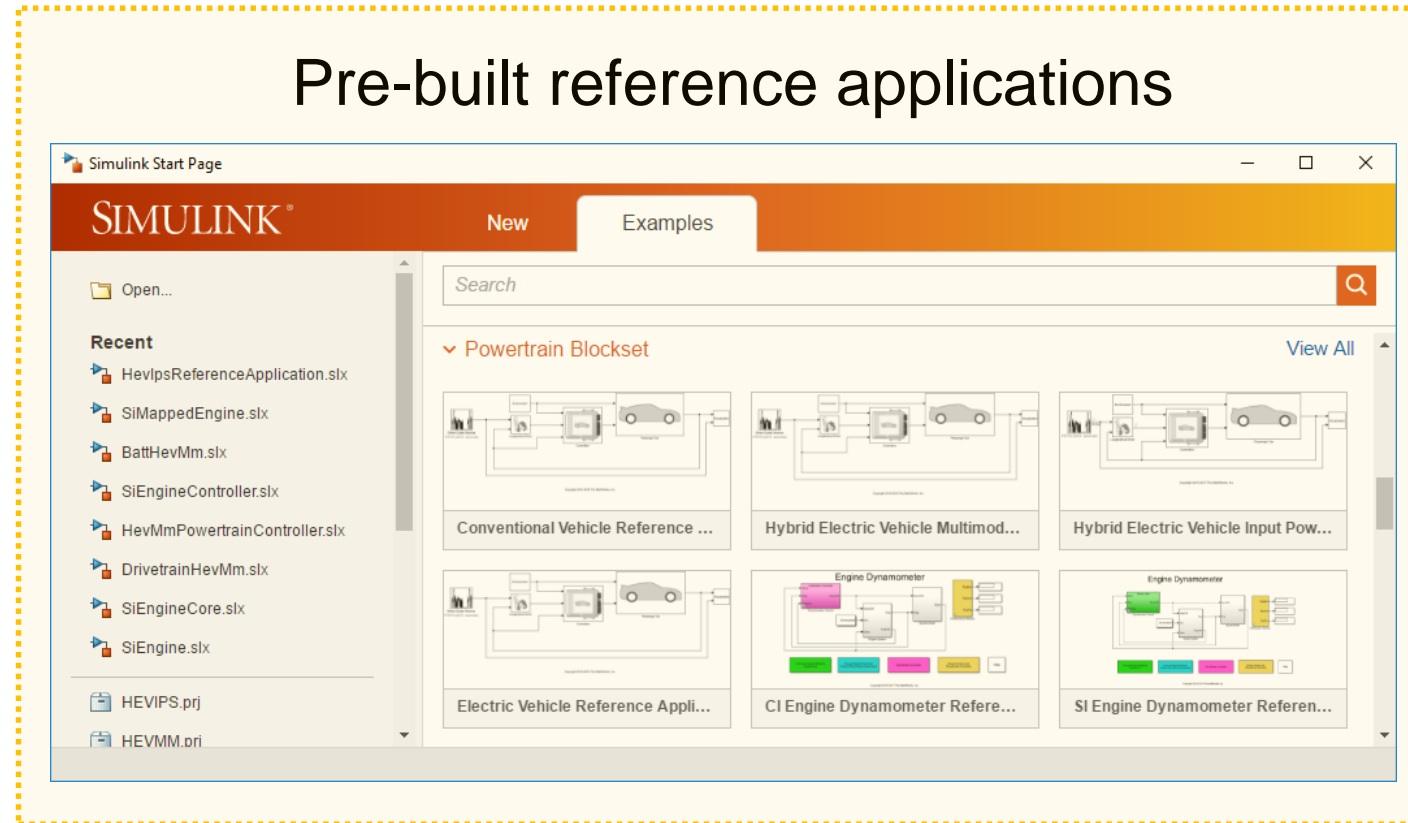 Pre-built reference applications
Simulink Start Page
SIMULINK®
New
Examples
Open...
Recent
HevIpsReferenceApplication.slx
SiMappedEngine.slx
BattHevMm.slx
SiEngineController.slx
HevMmPowertrainController.slx
DrivetrainHevMm.slx
SiEngineCore.slx
SiEngine.slx
HEVIPS.prj
HEVMM.prj
Search
Powertrain Blockset
View All
Conventional Vehicle Reference ...
Hybrid Electric Vehicle Multimod...
Hybrid Electric Vehicle Input Pow...
Engine Dynamometer
Engine Dynamometer
Electric Vehicle Reference Appli...
CI Engine Dynamometer Refere...
SI Engine Dynamometer Referen...